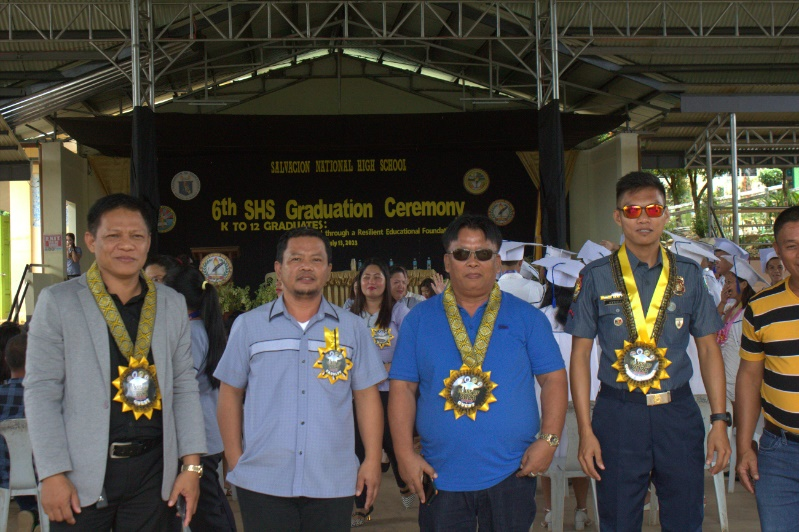 SALVACION NATIONAL HIGH SCHOOL
6th SHS Graduation Ceremony
K TO 12 GRADUATES:
through a Resilient Educational Foundation